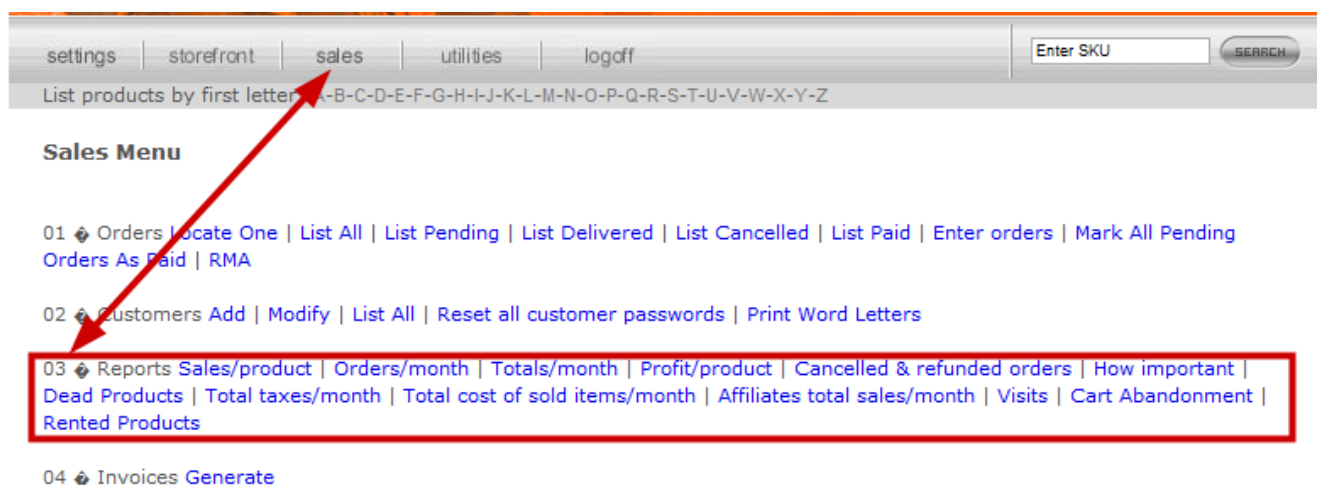 settings storefront sales utilities logoff Enter SKU SEARCH
List products by first letter A-B-C-D-E-F-G-H-I-J-K-L-M-N-O-P-Q-R-S-T-U-V-W-X-Y-Z
Sales Menu
01 � Orders Locate One | List All | List Pending | List Delivered | List Cancelled | List Paid | Enter orders | Mark All Pending
Orders As Paid | RMA
02 � Customers Add | Modify | List All | Reset all customer passwords | Print Word Letters
03 � Reports Sales/product | Orders/month | Totals/month | Profit/product | Cancelled & refunded orders | How important |
Dead Products | Total taxes/month | Total cost of sold items/month | Affiliates total sales/month | Visits | Cart Abandonment |
Rented Products
04 � Invoices Generate